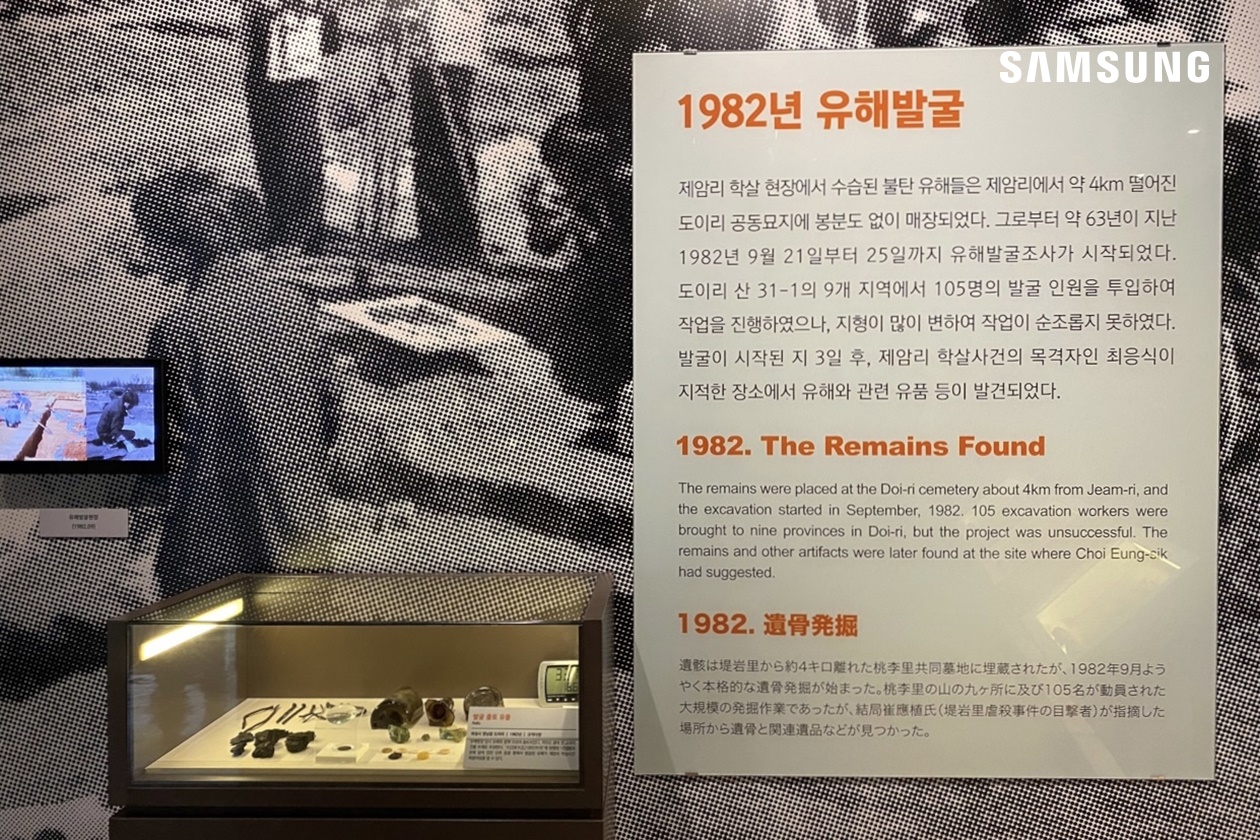 SAMSUNG
1982년 유해발굴
제암리 학살 현장에서 수습된 불탄 유해들은 제암리에서 약 4km 떨어진
도이리 공동묘지에 봉분도 없이 매장되었다. 그로부터 약 63년이 지난
1982년 9월 21일부터 25일까지 유해발굴조사가 시작되었다.
도이리 산 31-1의 9개 지역에서 105명의 발굴 인원을 투입하여
작업을 진행하였으나, 지형이 많이 변하여 작업이 순조롭지 못하였다.
발굴이 시작된 지 3일 후, 제암리 학살사건의 목격자인 최응식이
지적한 장소에서 유해와 관련 유품 등이 발견되었다.
1982. The Remains Found
The remains were placed at the Doi-ri cemetery about 4km from Jeam-ri, and
the excavation started in September, 1982. 105 excavation workers were
brought to nine provinces in Doi-ri, but the project was unsuccessful. The
remains and other artifacts were later found at the site where Choi Eung-sik
had suggested.
1982. 遺骨発掘
遺骸は堤岩里から約4キロ離れた桃李里共同墓地に埋蔵されたが、1982年9月よう
やく本格的な遺骨発掘が始まった。桃李里の山の九ヶ所に及び105名が動員された
大規模の発掘作業であったが、結局崔應植氏(堤岩里虐殺事件の目撃者)が指摘した
場所から遺骨と関連遺品などが見つかった。
유해발굴현장
(1982.09)
발굴 출토 유물